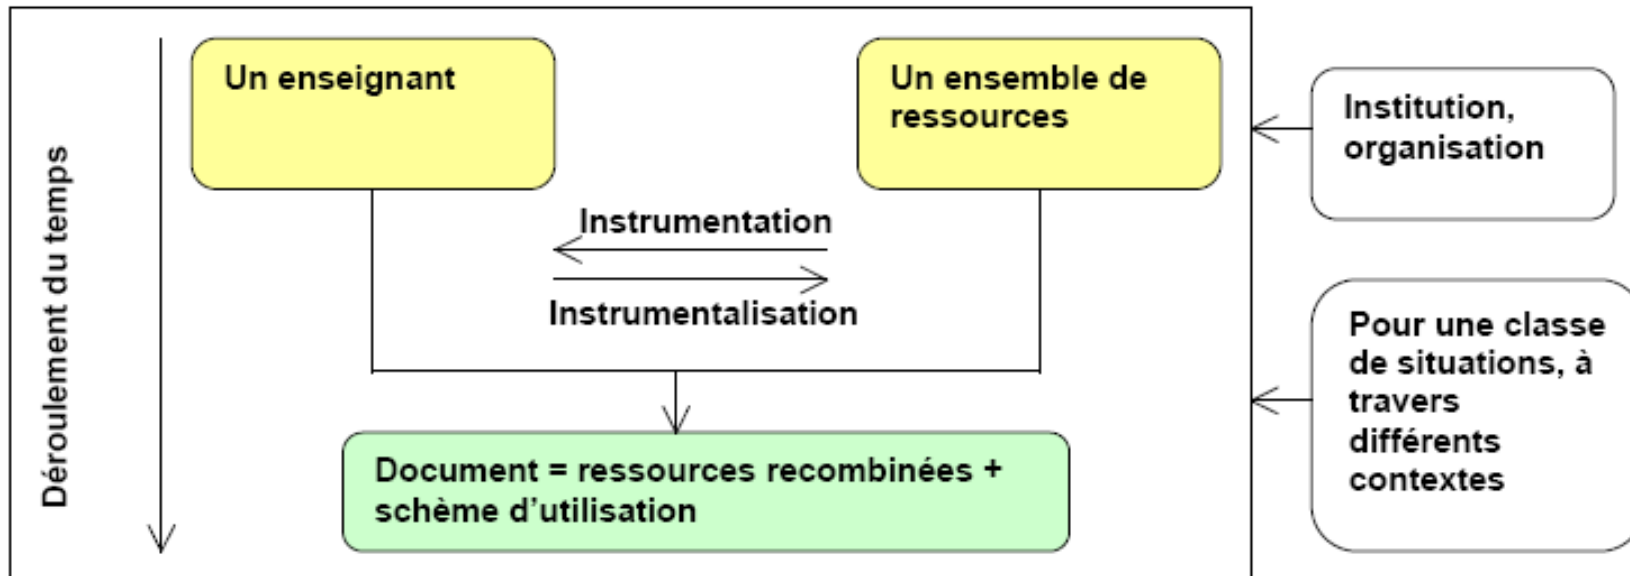 Un enseignant
Un ensemble de
ressources
Institution,
organisation
Déroulement du temps
Instrumentation
Instrumentalisation
Pour une classe
de situations, à
travers
différents
contextes
Document = ressources recombinées +
schème d'utilisation